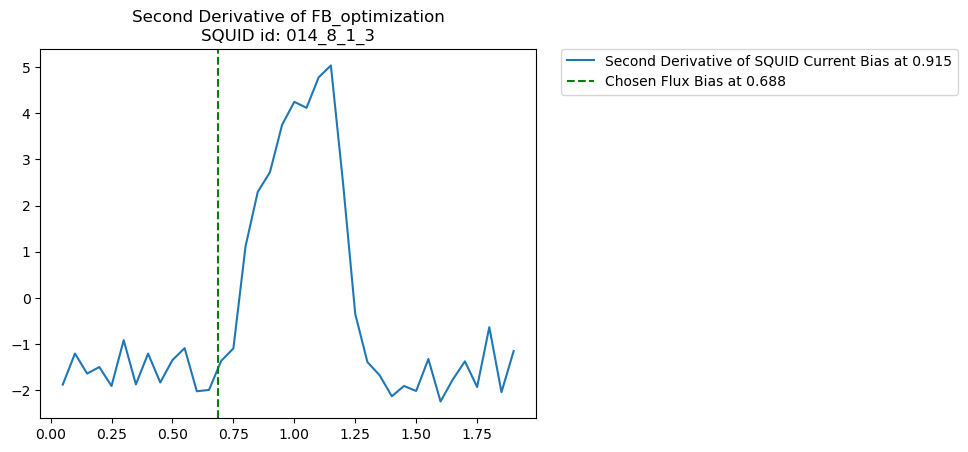 Second Derivative of FB_optimization
SQUID id: 014_8_1_3
Second Derivative of SQUID Current Bias at 0.915
Chosen Flux Bias at 0.688
5
4
3
2
1
0
−1
−2
0.00 0.25 0.50 0.75 1.00 1.25 1.50 1.75